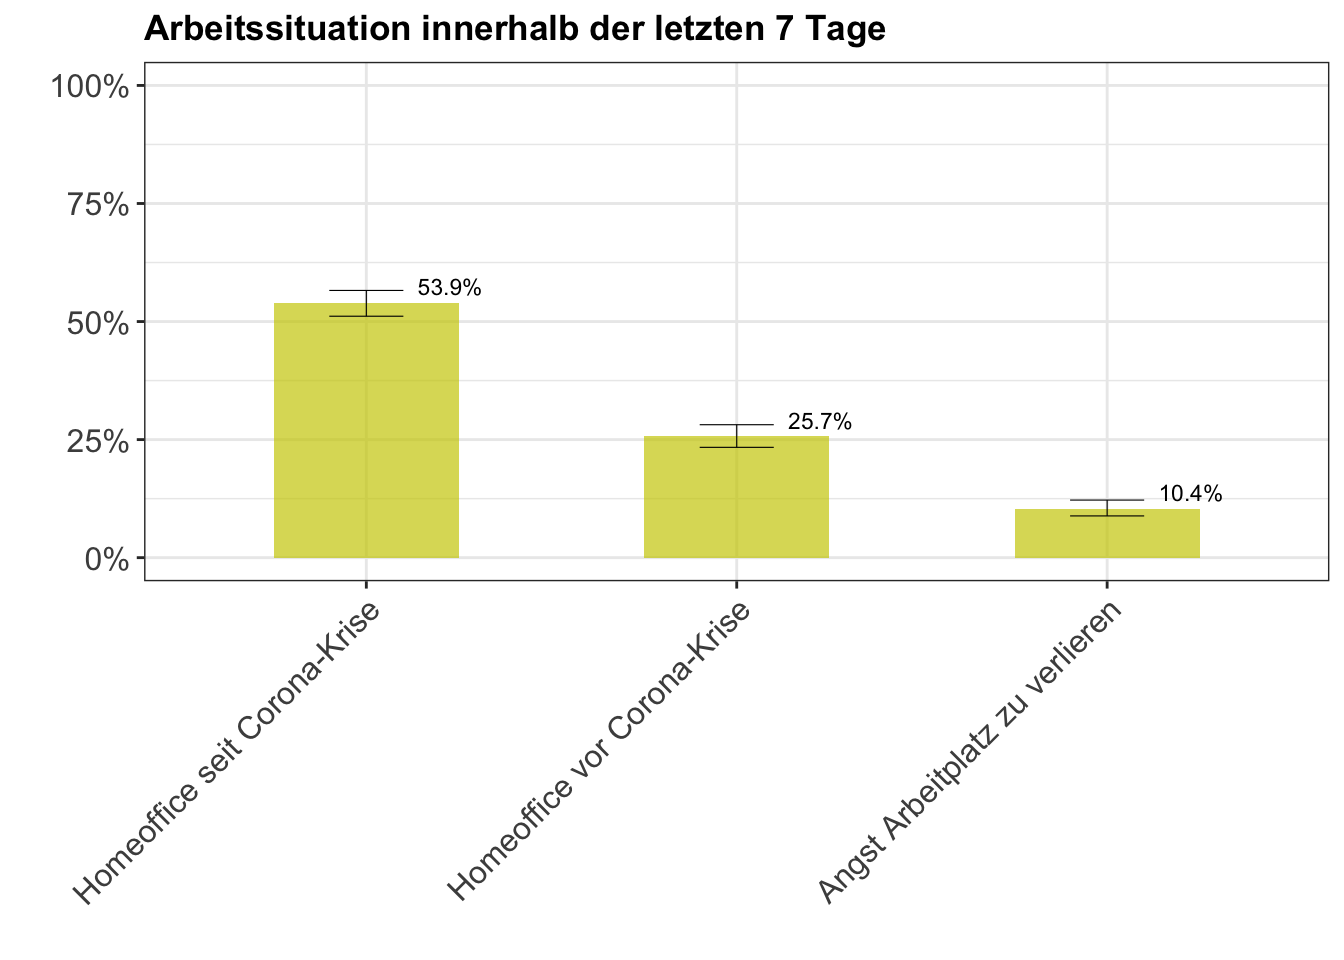 Arbeitssituation innerhalb der letzten 7 Tage
100%
75%
50%
25%
0%
53.9%
25.7%
10.4%
Homeoffice seit Corona-Krise
Homeoffice vor Corona-Krise
Angst Arbeitplatz zu verlieren